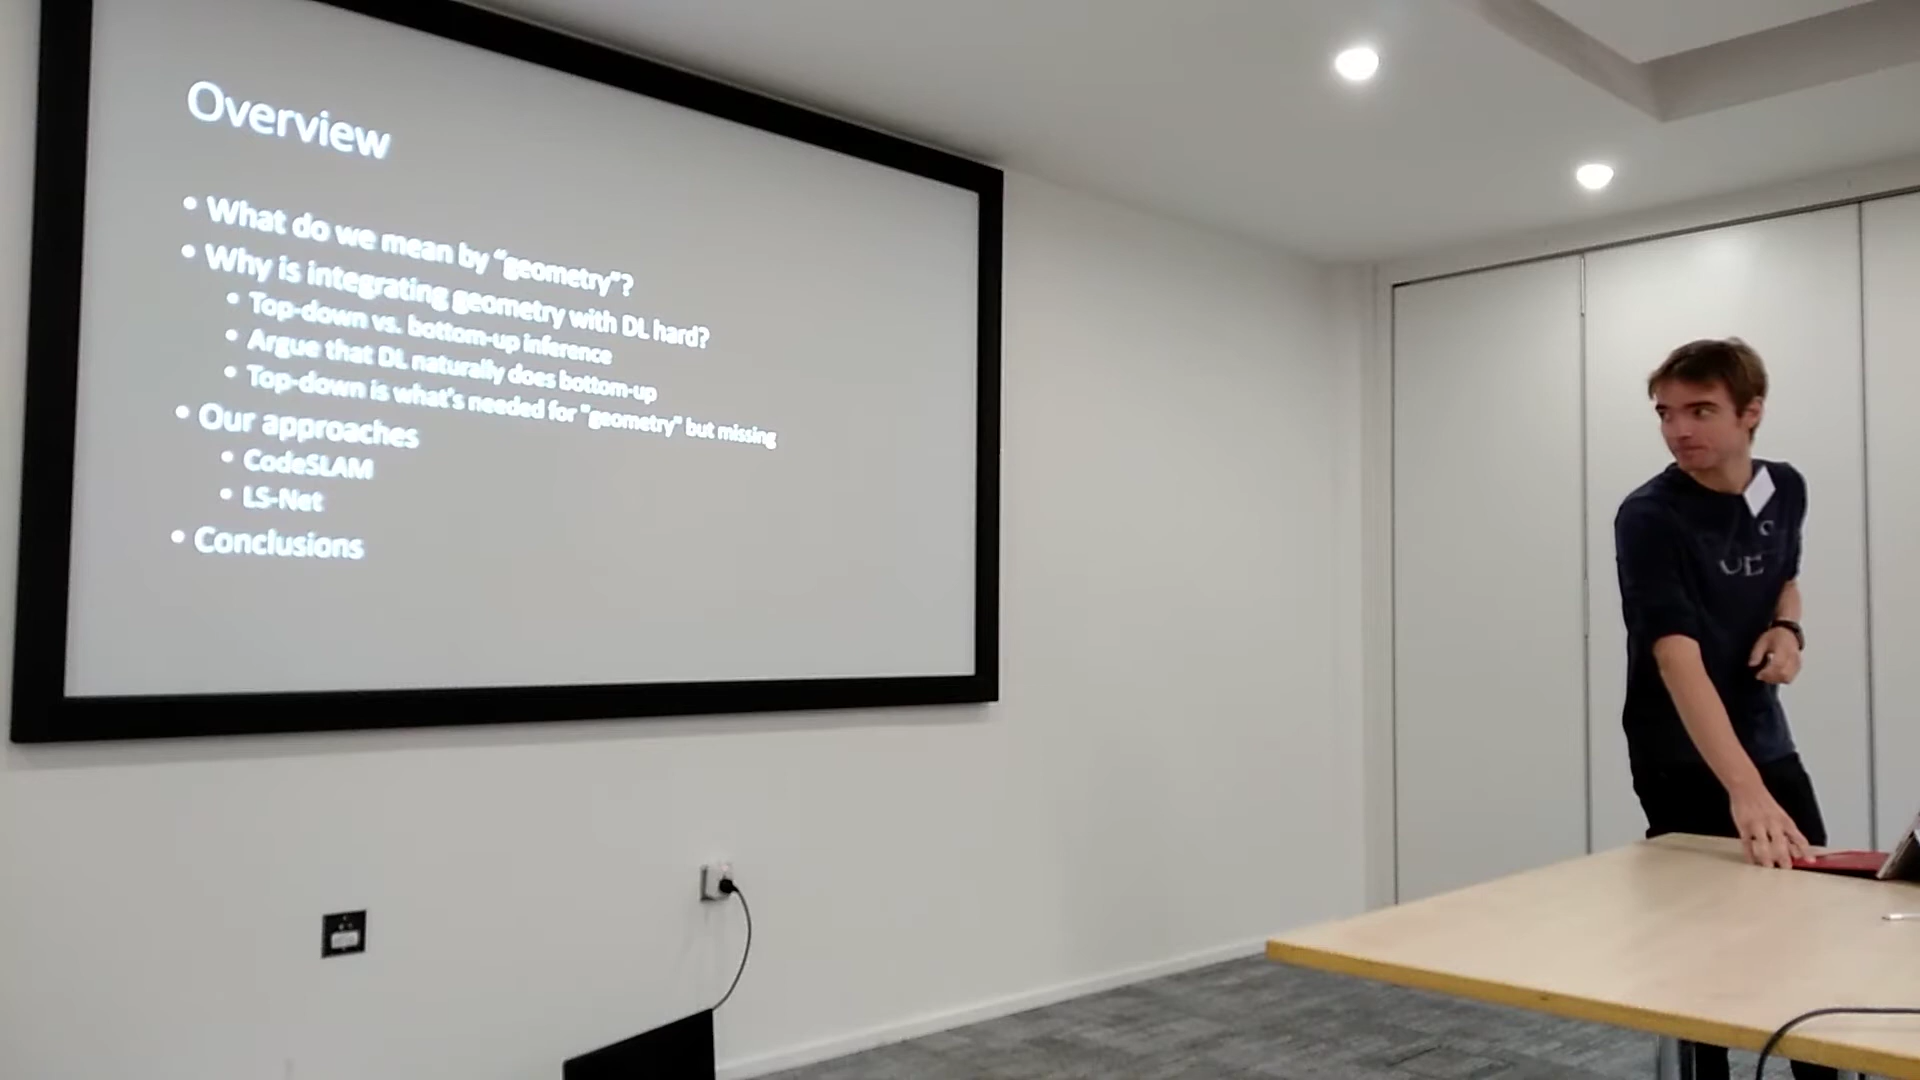 Overview
• What do we mean by “geometry”?
• Why is integrating geometry with DL hard?
• Top-down vs. bottom-up inference
• Argue that DL naturally does bottom-up
• Top-down is what's needed for "geometry" but missing
• Our approaches
• CodeSLAM
• LS-Net
• Conclusions